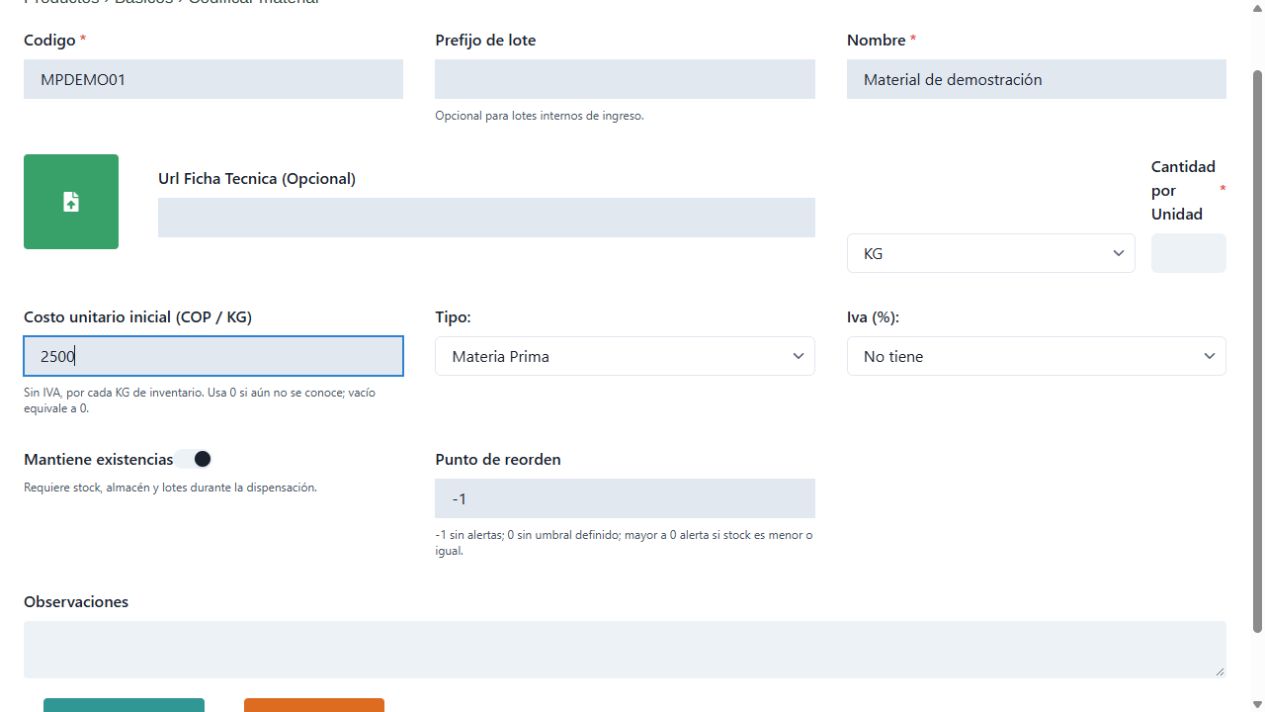 Productos › Básicos › Codificar material
Codigo *
Prefijo de lote
Nombre *
MPDEMO01
Material de demostración
Opcional para lotes internos de ingreso.
Url Ficha Tecnica (Opcional)
Cantidad
por
Unidad
*
KG
Costo unitario inicial (COP / KG)
Tipo:
Iva (%):
2500
Materia Prima
No tiene
Sin IVA, por cada KG de inventario. Usa 0 si aún no se conoce; vacío
equivale a 0.
Mantiene existencias
Punto de reorden
Requiere stock, almacén y lotes durante la dispensación.
-1
-1 sin alertas; 0 sin umbral definido; mayor a 0 alerta si stock es menor o
igual.
Observaciones